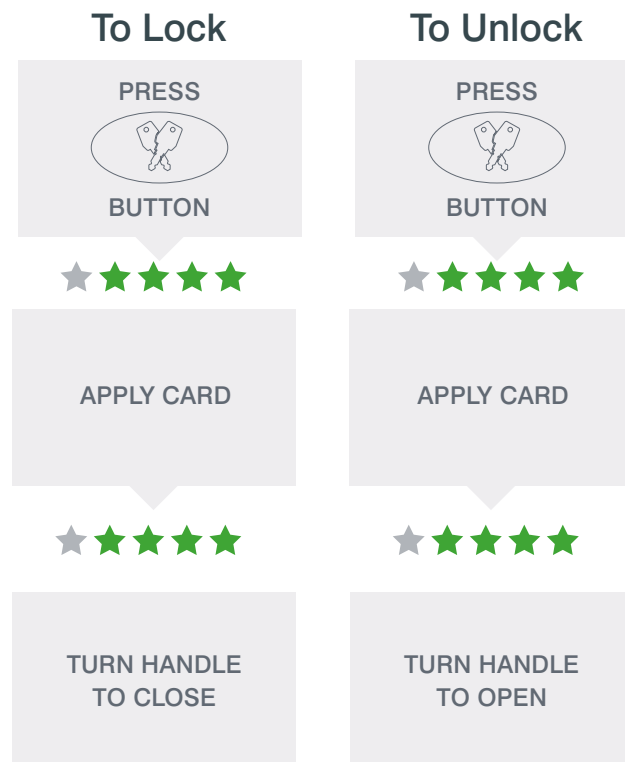 To Lock
PRESS
BUTTON
APPLY CARD
TURN HANDLE
TO CLOSE
To Unlock
PRESS
BUTTON
APPLY CARD
TURN HANDLE
TO OPEN